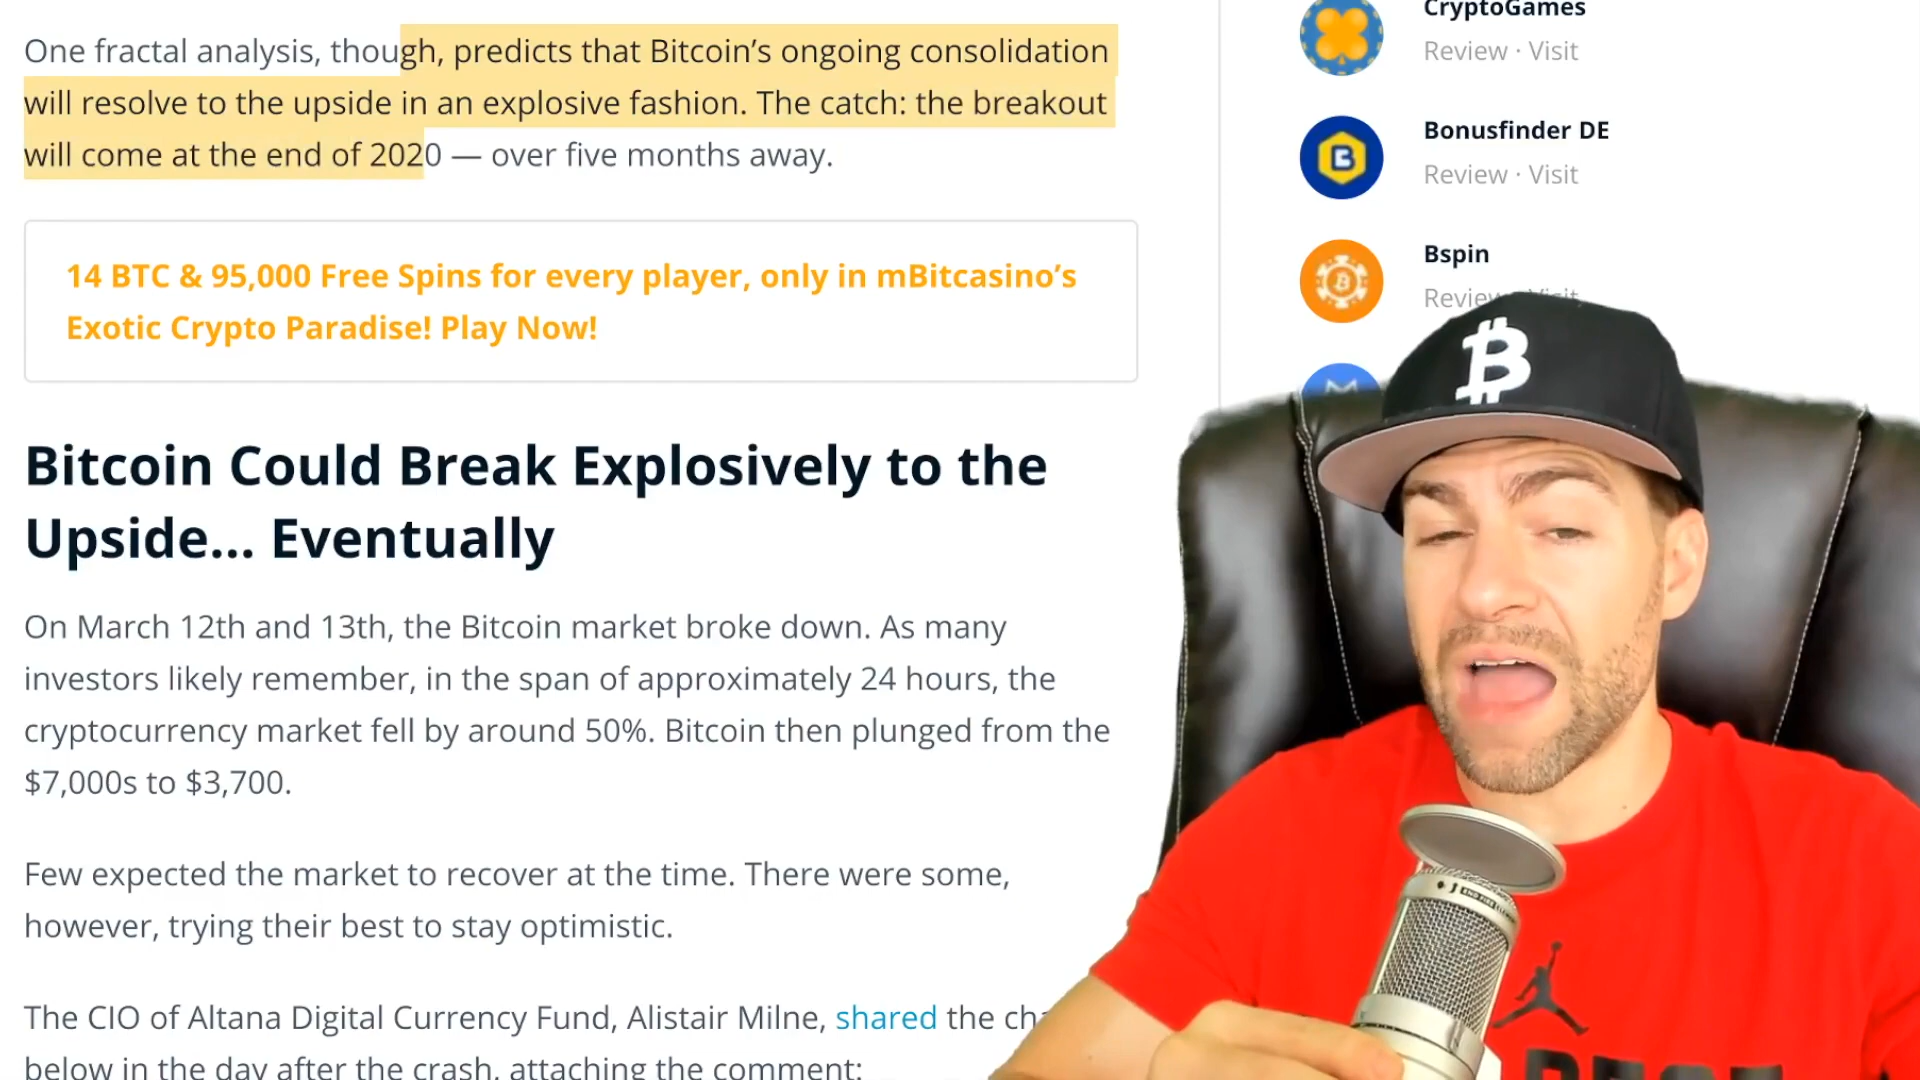 One fractal analysis, though, predicts that Bitcoin’s ongoing consolidation
will resolve to the upside in an explosive fashion. The catch: the breakout
will come at the end of 2020 — over five months away.
14 BTC & 95,000 Free Spins for every player, only in mBitcasino’s
Exotic Crypto Paradise! Play Now!
Bitcoin Could Break Explosively to the
Upside... Eventually
On March 12th and 13th, the Bitcoin market broke down. As many
investors likely remember, in the span of approximately 24 hours, the
cryptocurrency market fell by around 50%. Bitcoin then plunged from the
$7,000s to $3,700.
Few expected the market to recover at the time. There were some,
however, trying their best to stay optimistic.
The CIO of Altana Digital Currency Fund, Alistair Milne, shared the
below in the day after the crash, attaching the comment:
CryptoGames
Review · Visit
Bonusfinder DE
Review · Visit
Bspin
Review Visit